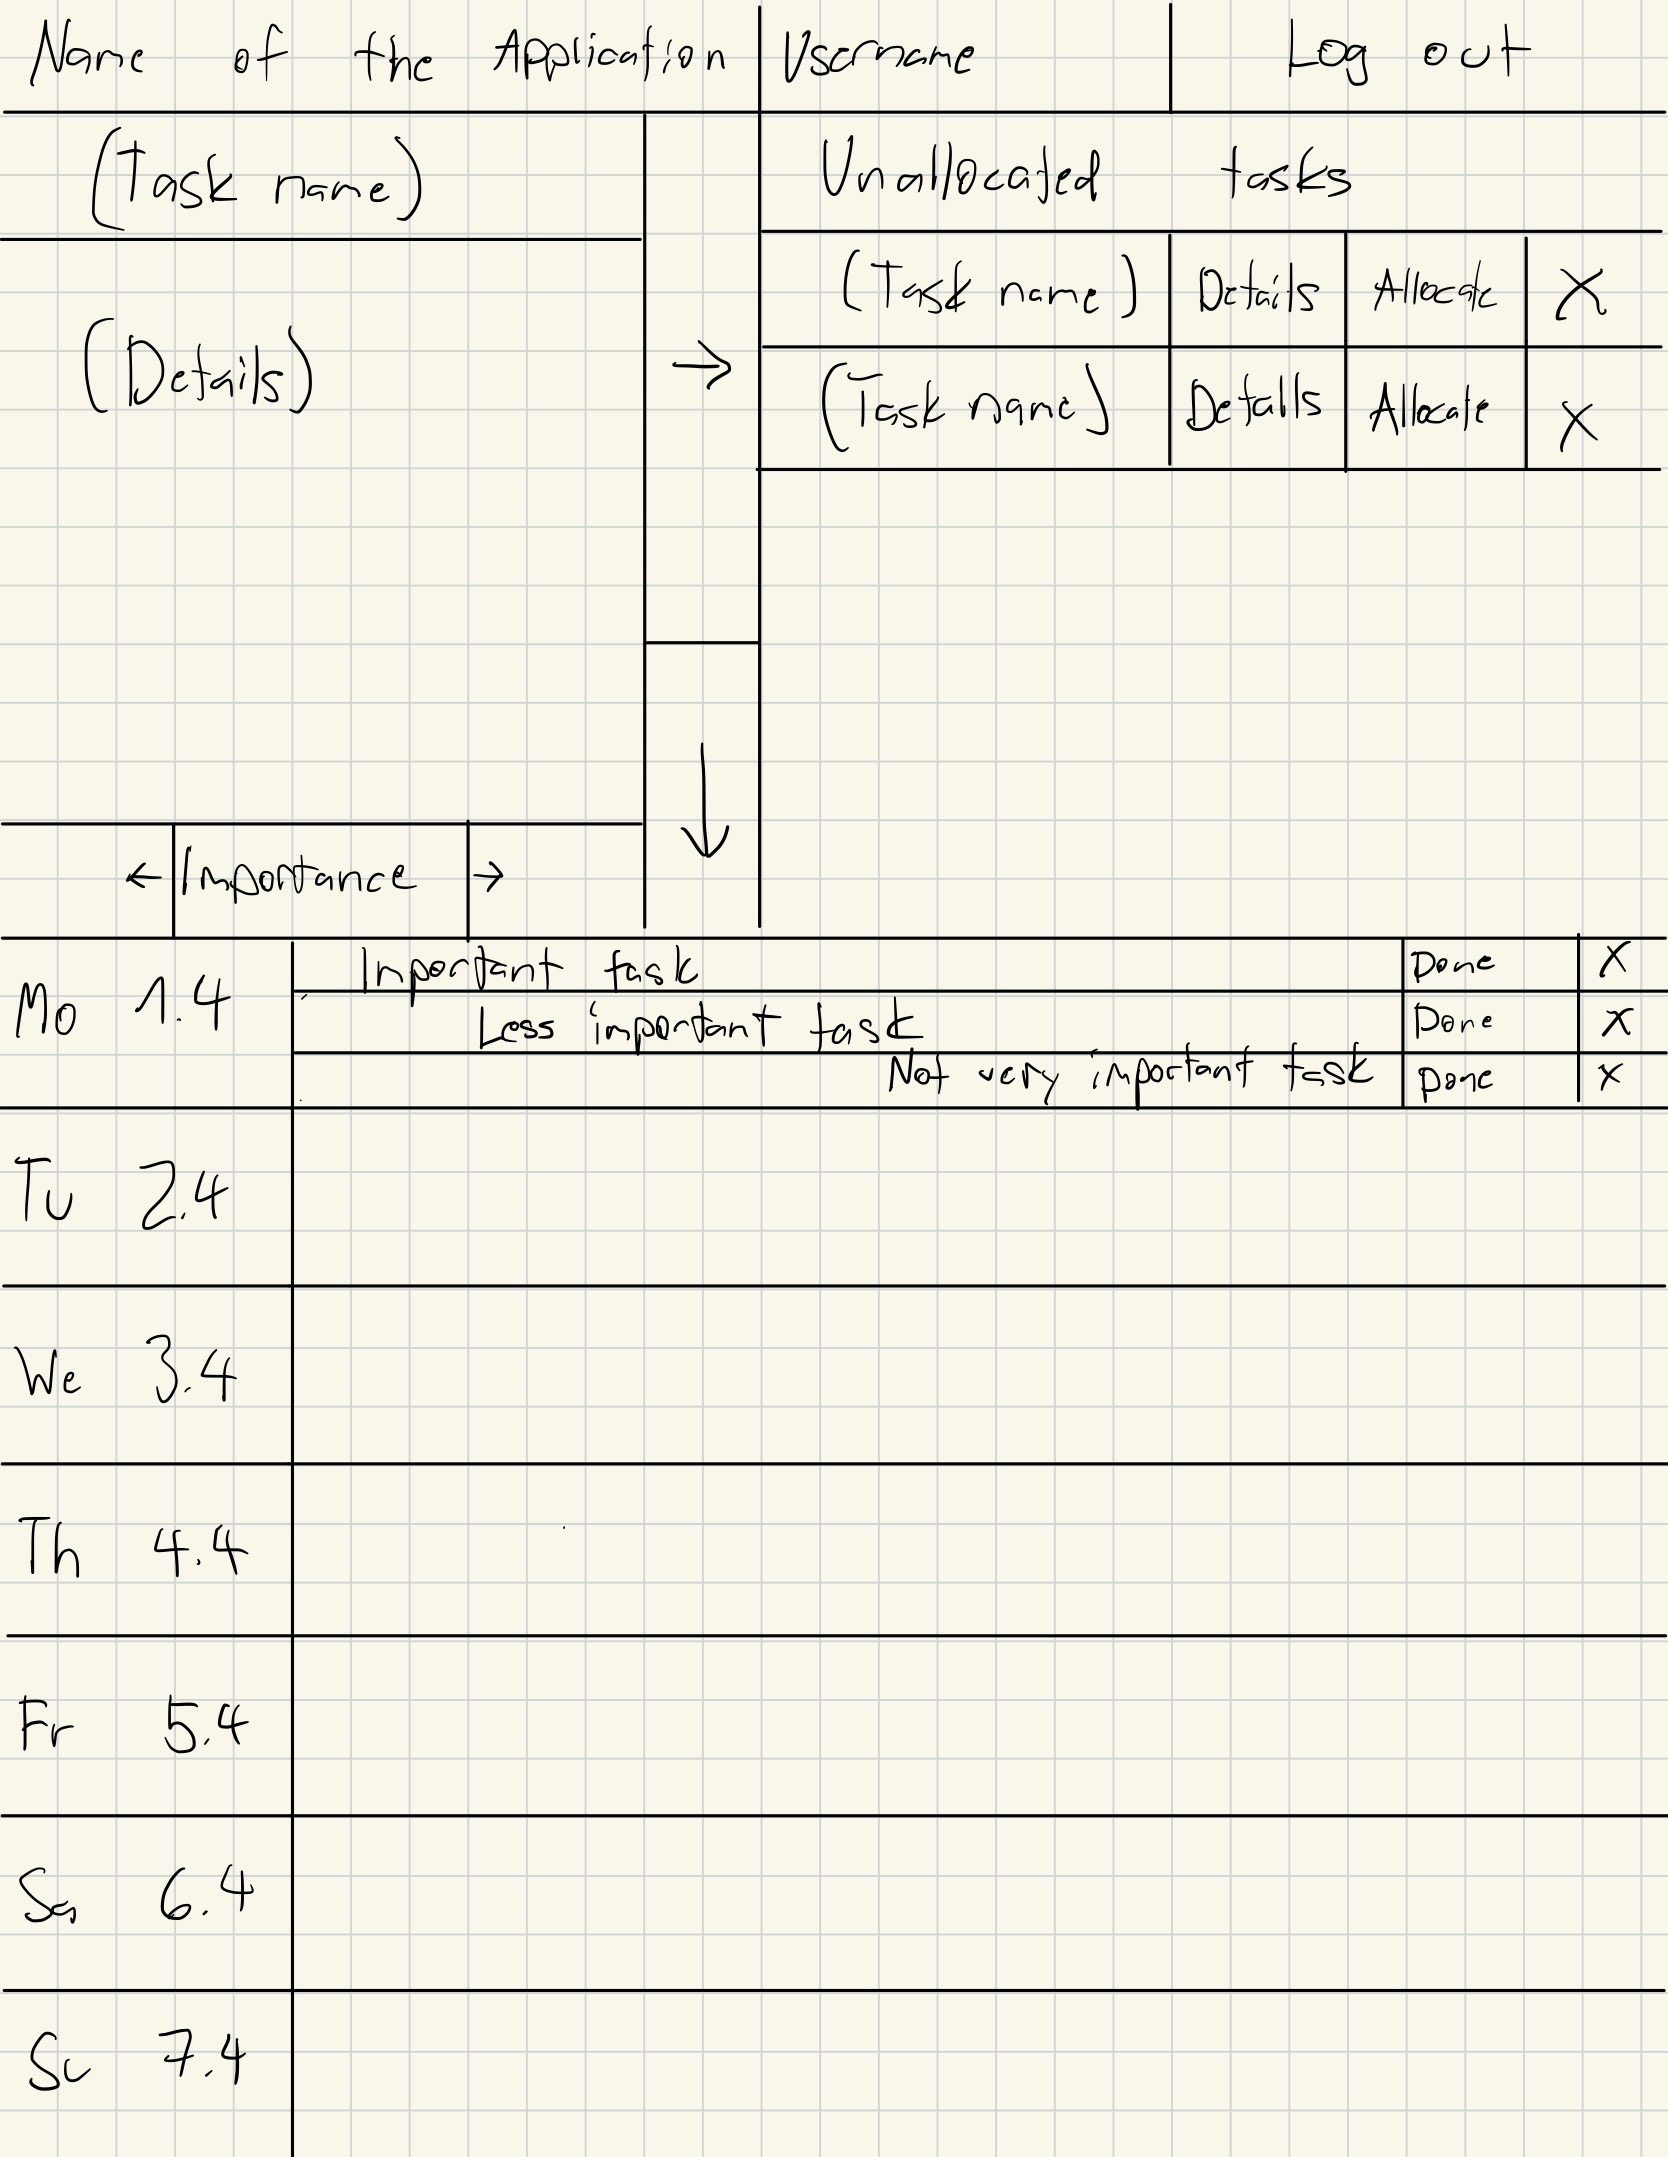 Name of the Application Username Log out
(Task name)
(Details)
→
↓
← Importance →
Unallocated tasks
(Task name) Details Allocate X
(Task name) Details Allocate X
Mo 1.4
Important task Done X
Less important task Done X
Not very important task Done X
Tu 2.4
We 3.4
Th 4.4
Fr 5.4
Sa 6.4
Su 7.4